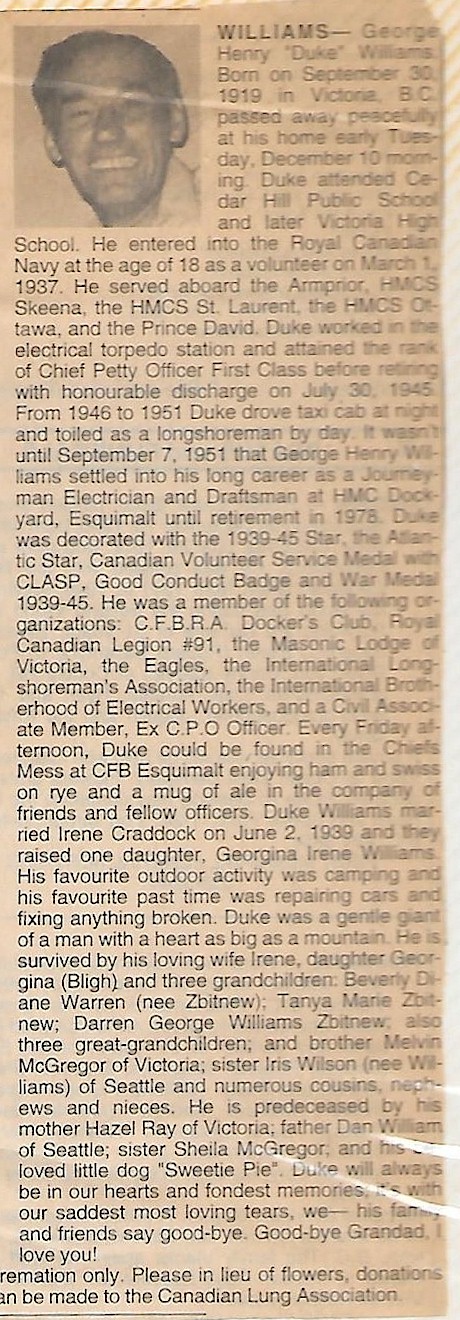 WILLIAMS— George
Henry "Duke" Williams.
Born on September 30,
1919 in Victoria, B.C.
passed away peacefully
at his home early Tues-
day, December 10 morn-
ing. Duke attended Ce-
dar Hill Public School
and later Victoria High
School. He entered into the Royal Canadian
Navy at the age of 18 as a volunteer on March 1,
1937. He served aboard the Armprior, HMCS
Skeena, the HMCS St. Laurent, the HMCS Ot-
tawa, and the Prince David. Duke worked in the
electrical torpedo station and attained the rank
of Chief Petty Officer First Class before retiring
with honourable discharge on July 30, 1945.
From 1946 to 1951 Duke drove taxi cab at night
and toiled as a longshoreman by day. It wasn't
until September 7, 1951 that George Henry Wil-
liams settled into his long career as a Journey-
man Electrician and Draftsman at HMC Dock-
yard, Esquimalt until retirement in 1978. Duke
was decorated with the 1939-45 Star, the Atlan-
tic Star, Canadian Volunteer Service Medal with
CLASP, Good Conduct Badge and War Medal
1939-45. He was a member of the following or-
ganizations: C.F.B.R.A. Docker's Club, Royal
Canadian Legion #91, the Masonic Lodge of
Victoria, the Eagles, the International Long-
shoreman's Association, the International Broth-
erhood of Electrical Workers, and a Civil Associ-
ate Member, Ex C.P.O Officer. Every Friday af-
ternoon, Duke could be found in the Chiefs
Mess at CFB Esquimalt enjoying ham and swiss
on rye and a mug of ale in the company of
friends and fellow officers. Duke Williams mar-
ried Irene Craddock on June 2, 1939 and they
raised one daughter, Georgina Irene Williams.
His favourite outdoor activity was camping and
his favourite past time was repairing cars and
fixing anything broken. Duke was a gentle giant
of a man with a heart as big as a mountain. He is
survived by his loving wife Irene, daughter Geor-
gina (Bligh) and three grandchildren: Beverly Di-
ane Warren (nee Zbitnew); Tanya Marie Zbit-
new; Darren George Williams Zbitnew; also
three great-grandchildren; and brother Melvin
McGregor of Victoria; sister Iris Wilson (nee Wil-
liams) of Seattle and numerous cousins, neph-
ews and nieces. He is predeceased by his
mother Hazel Ray of Victoria; father Dan William
of Seattle; sister Sheila McGregor; and his
loved little dog "Sweetie Pie". Duke will always
be in our hearts and fondest memories, it's with
our saddest most loving tears, we— his family
and friends say good-bye. Good-bye Grandad, I
love you!
remation only. Please in lieu of flowers, donations
an be made to the Canadian Lung Association.